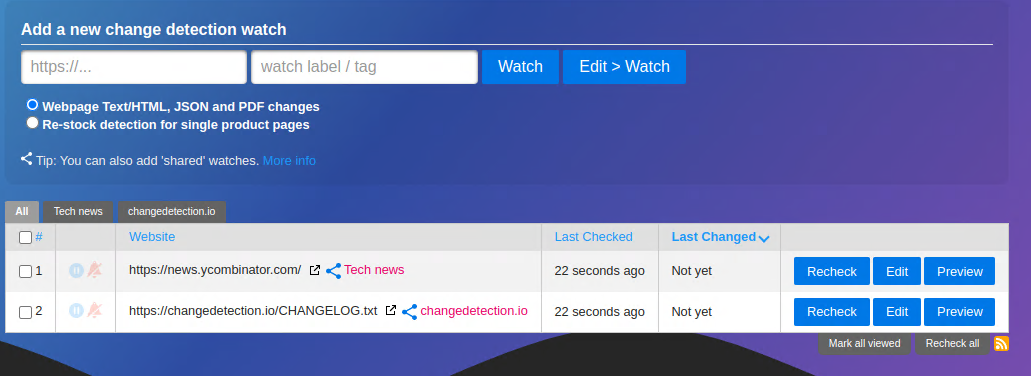 Add a new change detection watch
https://... watch label / tag Watch Edit > Watch
Webpage Text/HTML, JSON and PDF changes
Re-stock detection for single product pages
Tip: You can also add 'shared' watches. More info
All Tech news changedetection.io
# Website Last Checked Last Changed
1 https://news.ycombinator.com/ Tech news 22 seconds ago Not yet Recheck Edit Preview
2 https://changedetection.io/CHANGELOG.txt changedetection.io 22 seconds ago Not yet Recheck Edit Preview
Mark all viewed Recheck all